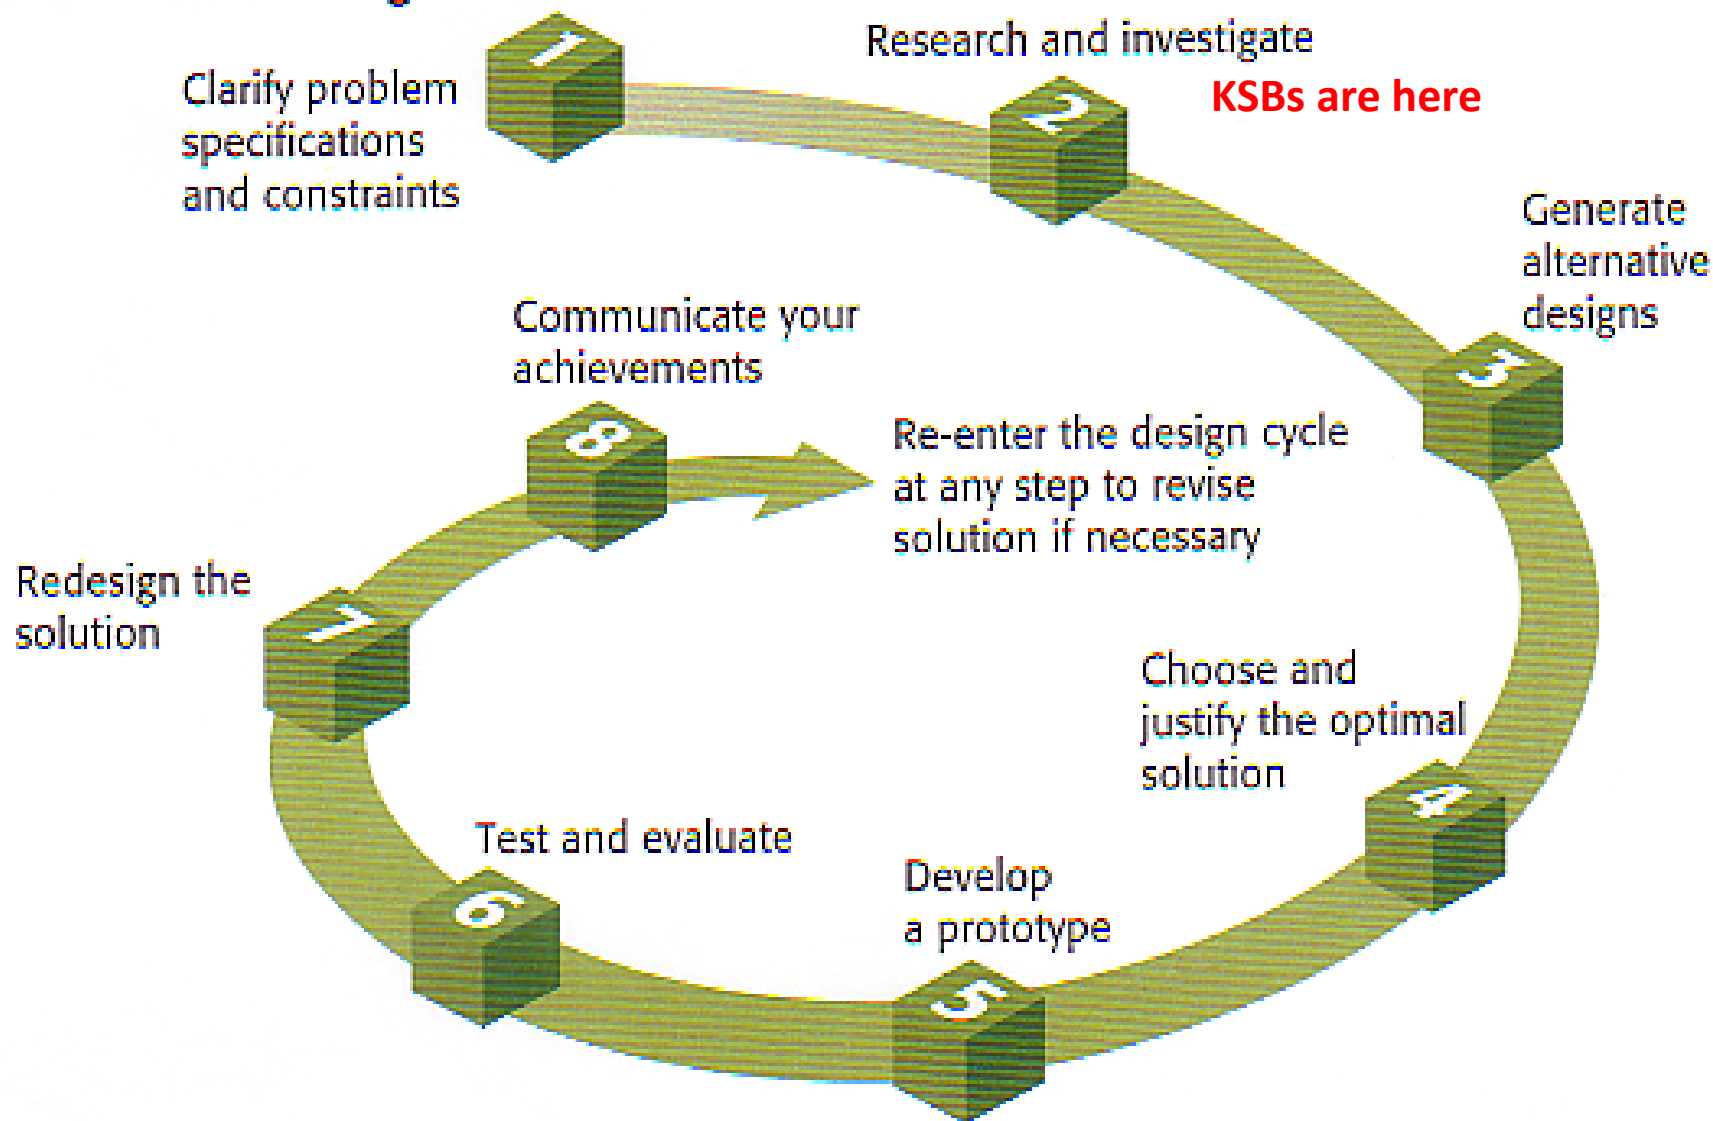 1
Clarify problem
specifications
and constraints
Research and investigate
KSBs are here
2
Generate
alternative
designs
3
Choose and
justify the optimal
solution
4
Develop
a prototype
5
Test and evaluate
6
Redesign the
solution
7
Communicate your
achievements
8
Re-enter the design cycle
at any step to revise
solution if necessary